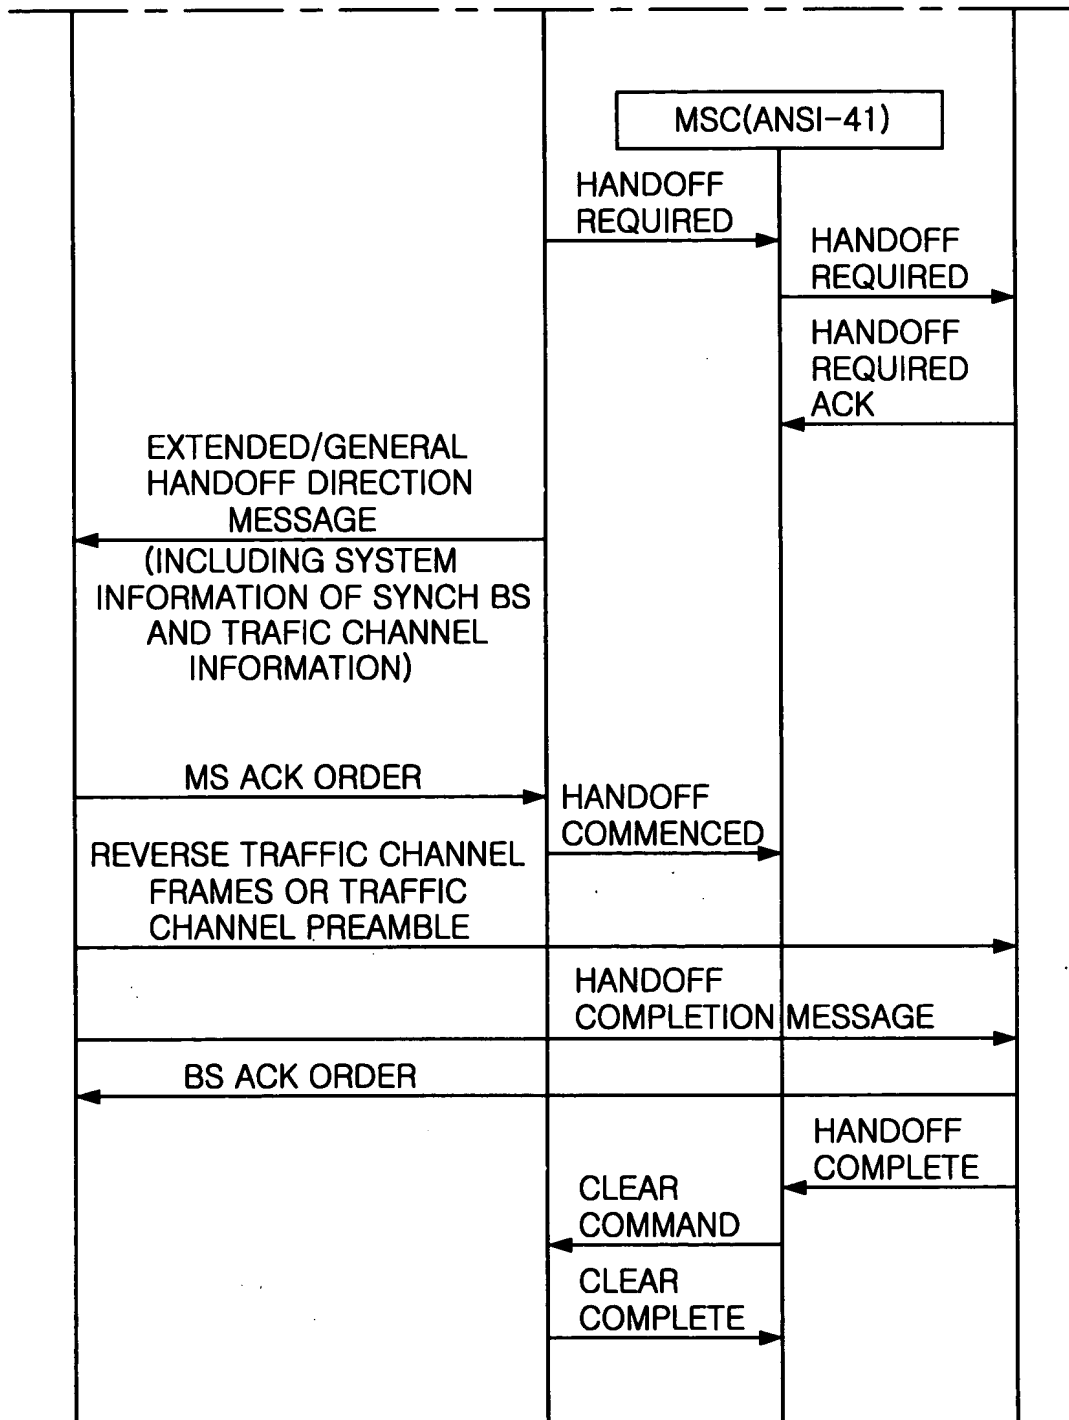 MSC(ANSI-41)
HANDOFF
REQUIRED
HANDOFF
REQUIRED
HANDOFF
REQUIRED
ACK
EXTENDED/GENERAL
HANDOFF DIRECTION
MESSAGE
(INCLUDING SYSTEM
INFORMATION OF SYNCH BS
AND TRAFIC CHANNEL
INFORMATION)
MS ACK ORDER
HANDOFF
COMMENCED
REVERSE TRAFFIC CHANNEL
FRAMES OR TRAFFIC
CHANNEL PREAMBLE
HANDOFF
COMPLETION MESSAGE
BS ACK ORDER
HANDOFF
COMPLETE
CLEAR
COMMAND
CLEAR
COMPLETE